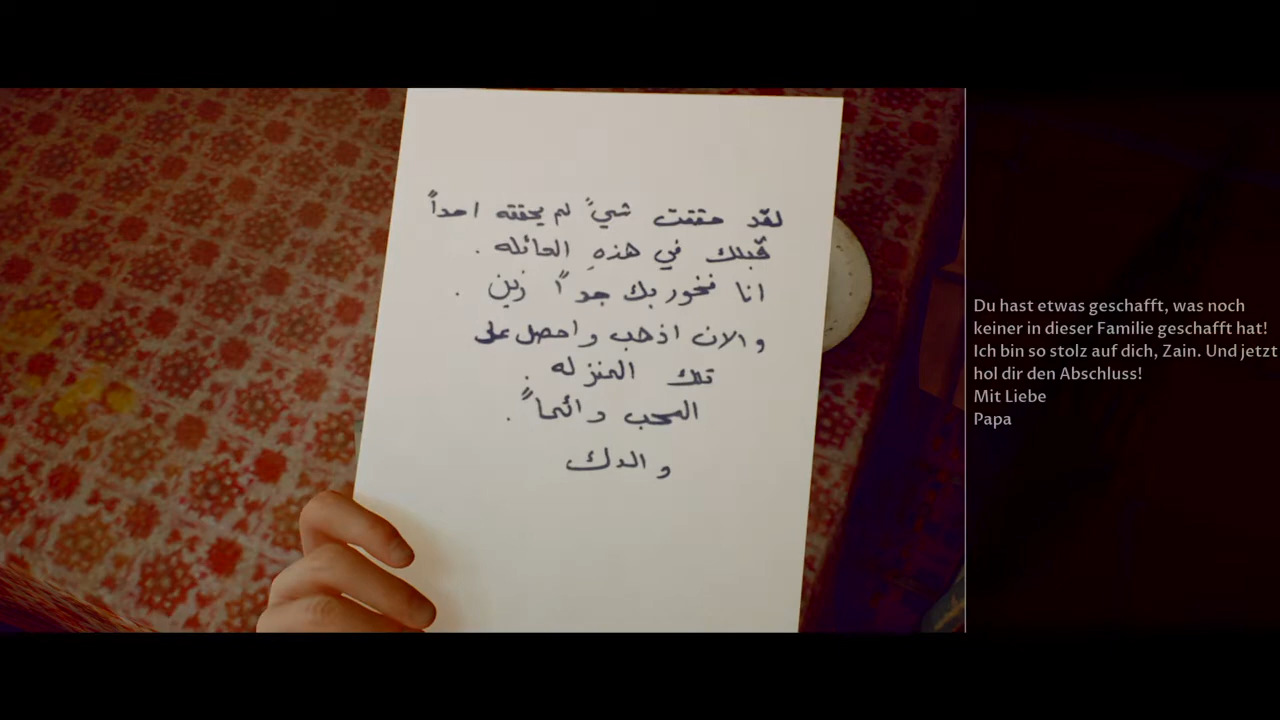 لقد حققت شيءً لم يحققه احداً
قبلك في هذهِ العائله .
انا فخور بك جداً زين .
والان اذهب واحصل على
تلك المنزله .
المحب دائماً .
والدك
Du hast etwas geschafft, was noch
keiner in dieser Familie geschafft hat!
Ich bin so stolz auf dich, Zain. Und jetzt
hol dir den Abschluss!
Mit Liebe
Papa